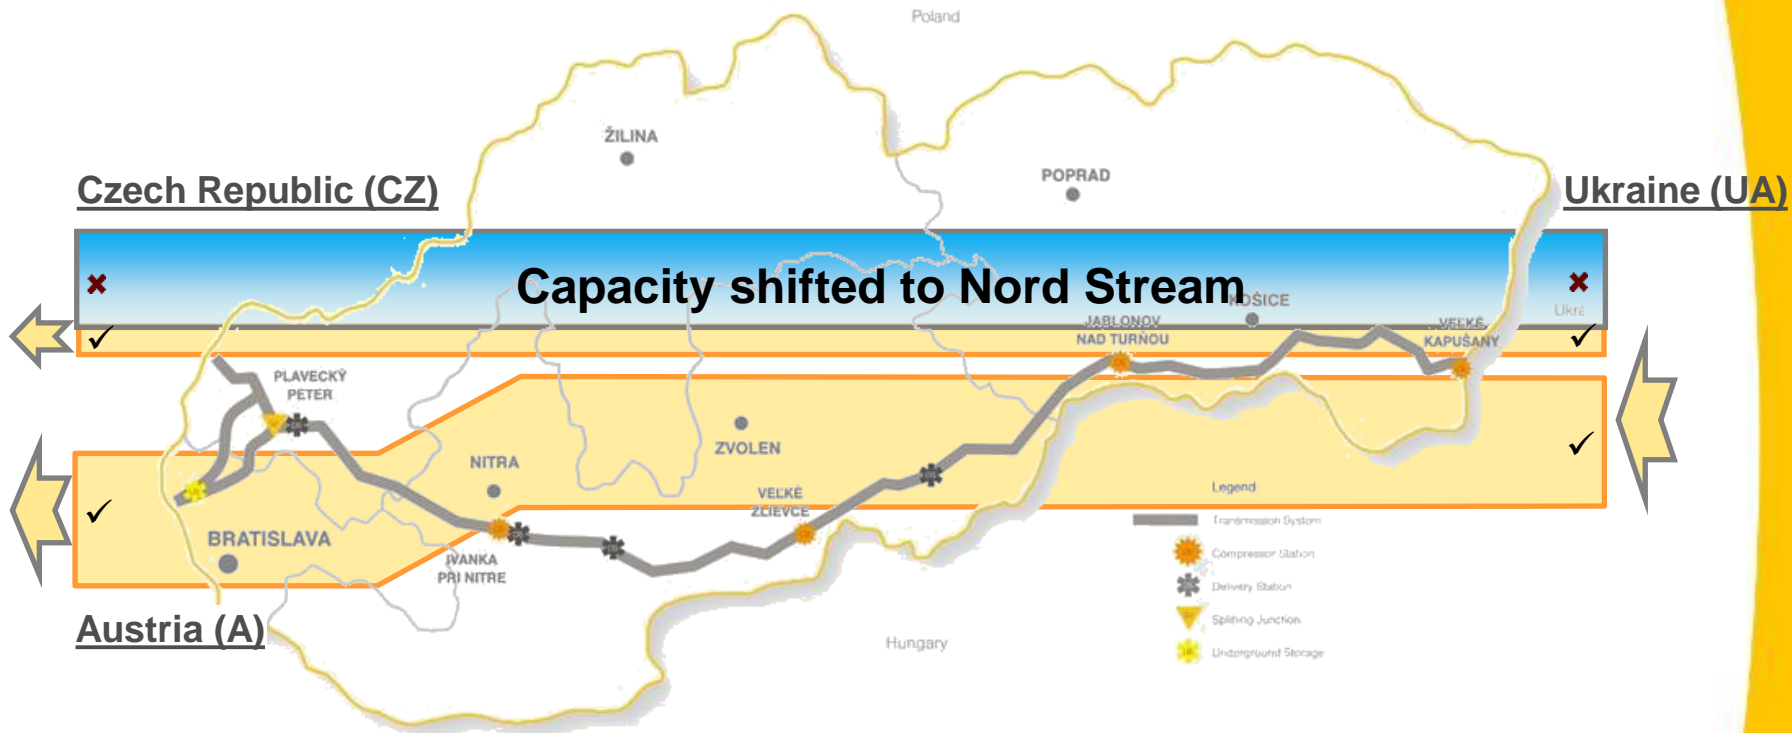 Poland
ŽILINA
POPRAD
Czech Republic (CZ)
Ukraine (UA)
Capacity shifted to Nord Stream
KOŠICE
JABLONOV
NAD TURŇOU
VEĽKÉ
KAPUŠANY
PLAVECKÝ
PETER
ZVOLEN
NITRA
VEĽKÉ
ZLIEVCE
BRATISLAVA
IVANKA
PRI NITRE
Austria (A)
Hungary
Legend
Transmission System
Compressor Station
Delivery Station
Splitting Junction
Underground Storage